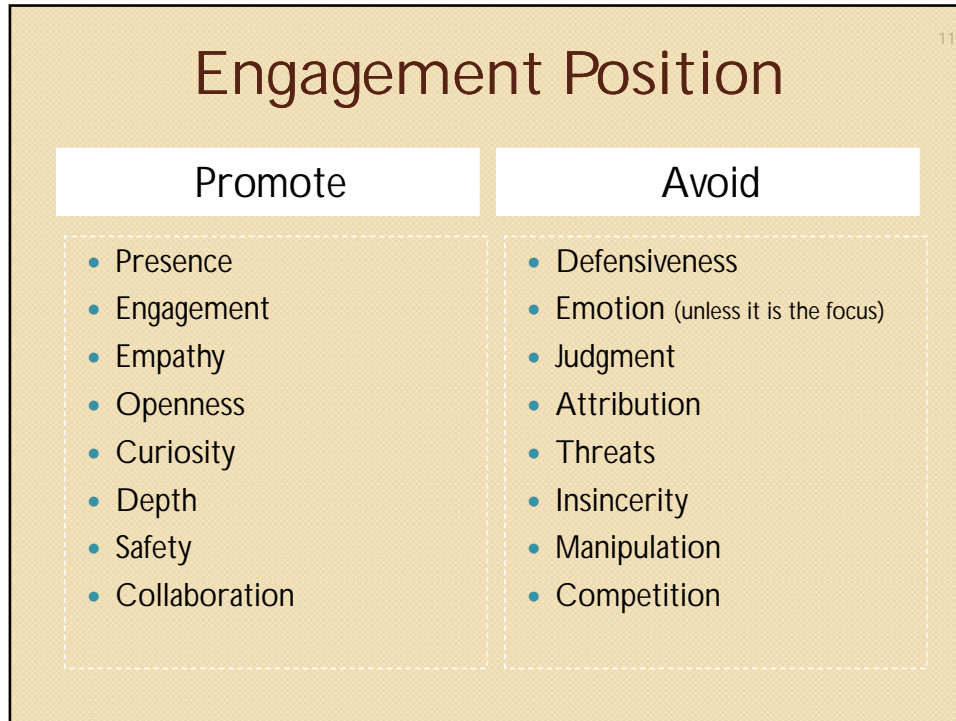 11
Engagement Position
Promote
• Presence
• Engagement
• Empathy
• Openness
• Curiosity
• Depth
• Safety
• Collaboration
Avoid
• Defensiveness
• Emotion (unless it is the focus)
• Judgment
• Attribution
• Threats
• Insincerity
• Manipulation
• Competition